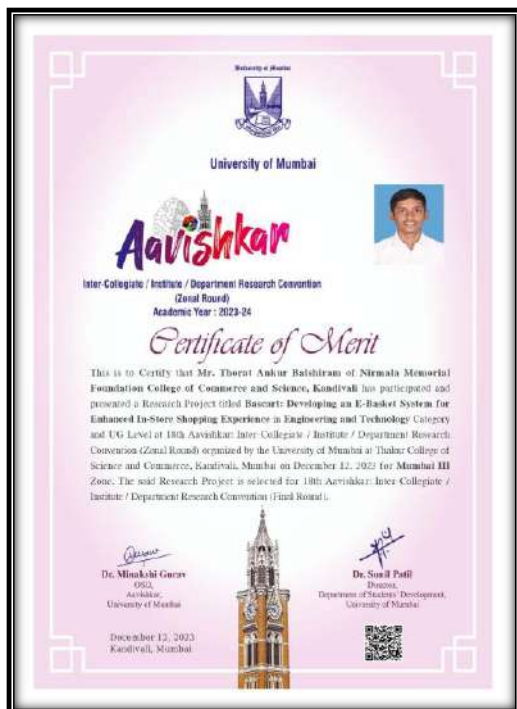 University of Mumbai
University of Mumbai
Aavishkar
Inter-Collegiate / Institute / Department Research Convention
(Zonal Round)
Academic Year : 2023-24
Certificate of Merit
This is to Certify that Mr. Thorat Ankur Balshiram of Nirmala Memorial
Foundation College of Commerce and Science, Kandivali has participated and
presented a Research Project titled Bascart: Developing an E-Basket System for
Enhanced In-Store Shopping Experience in Engineering and Technology Category
and UG Level at 18th Aavishkar: Inter-Collegiate / Institute / Department Research
Convention (Zonal Round) organized by the University of Mumbai at Thakur College of
Science and Commerce, Kandivali, Mumbai on December 12, 2023 for Mumbai III
Zone. The said Research Project is selected for 18th Aavishkar: Inter-Collegiate /
Institute / Department Research Convention (Final Round).
Dr. Minakshi Gurav
OSD,
Aavishkar,
University of Mumbai
Dr. Sunil Patil
Director,
Department of Students' Development,
University of Mumbai
December 12, 2023
Kandivali, Mumbai